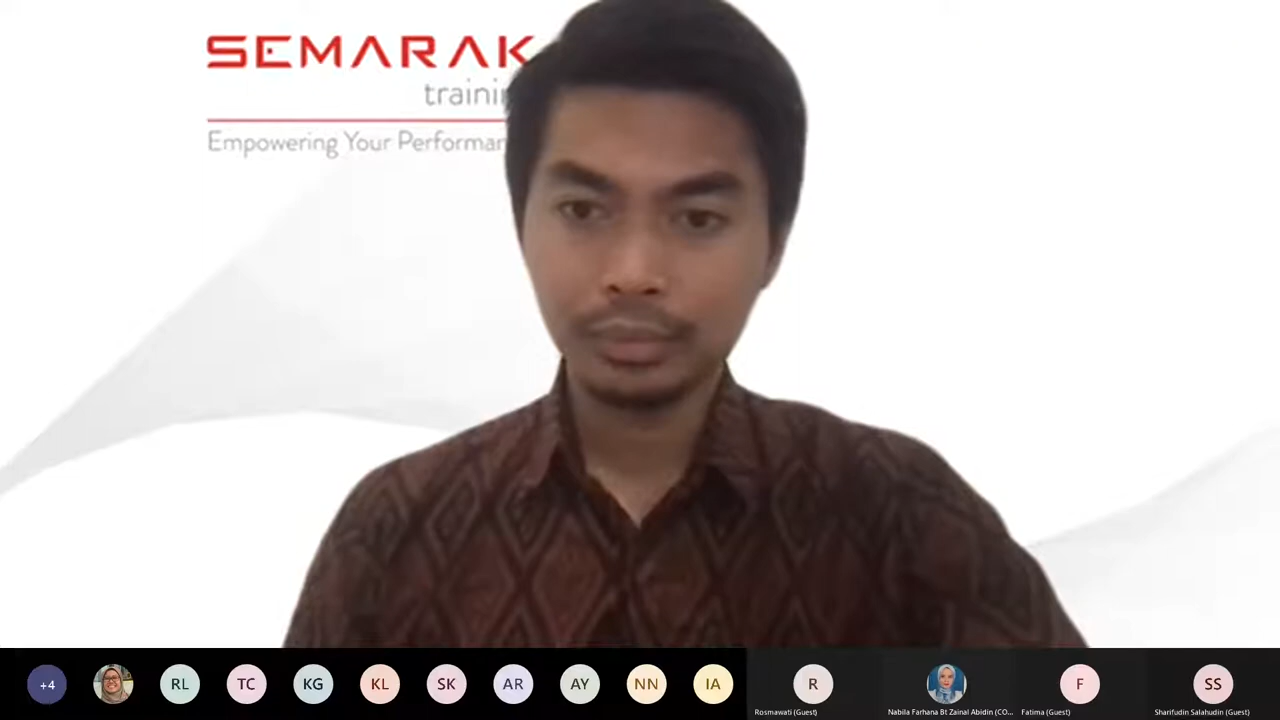 SEMARAK
traini
Empowering Your Performan
+4
RL
TC
KG
KL
SK
AR
AY
NN
IA
R
F
SS
Rosmawati (Guest)
Nabila Farhana Bt Zainal Abidin (CO...
Fatima (Guest)
Sharifudin Salahudin (Guest)